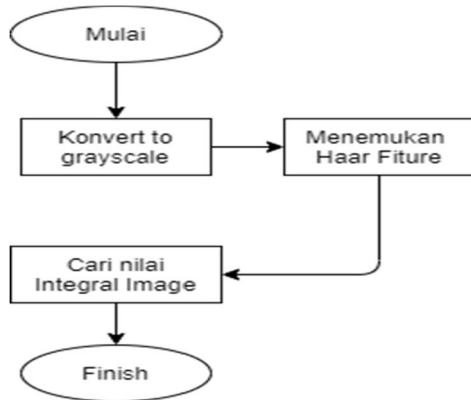 Mulai
Konvert to
grayscale
Menemukan
Haar Fiture
Cari nilai
Integral Image
Finish